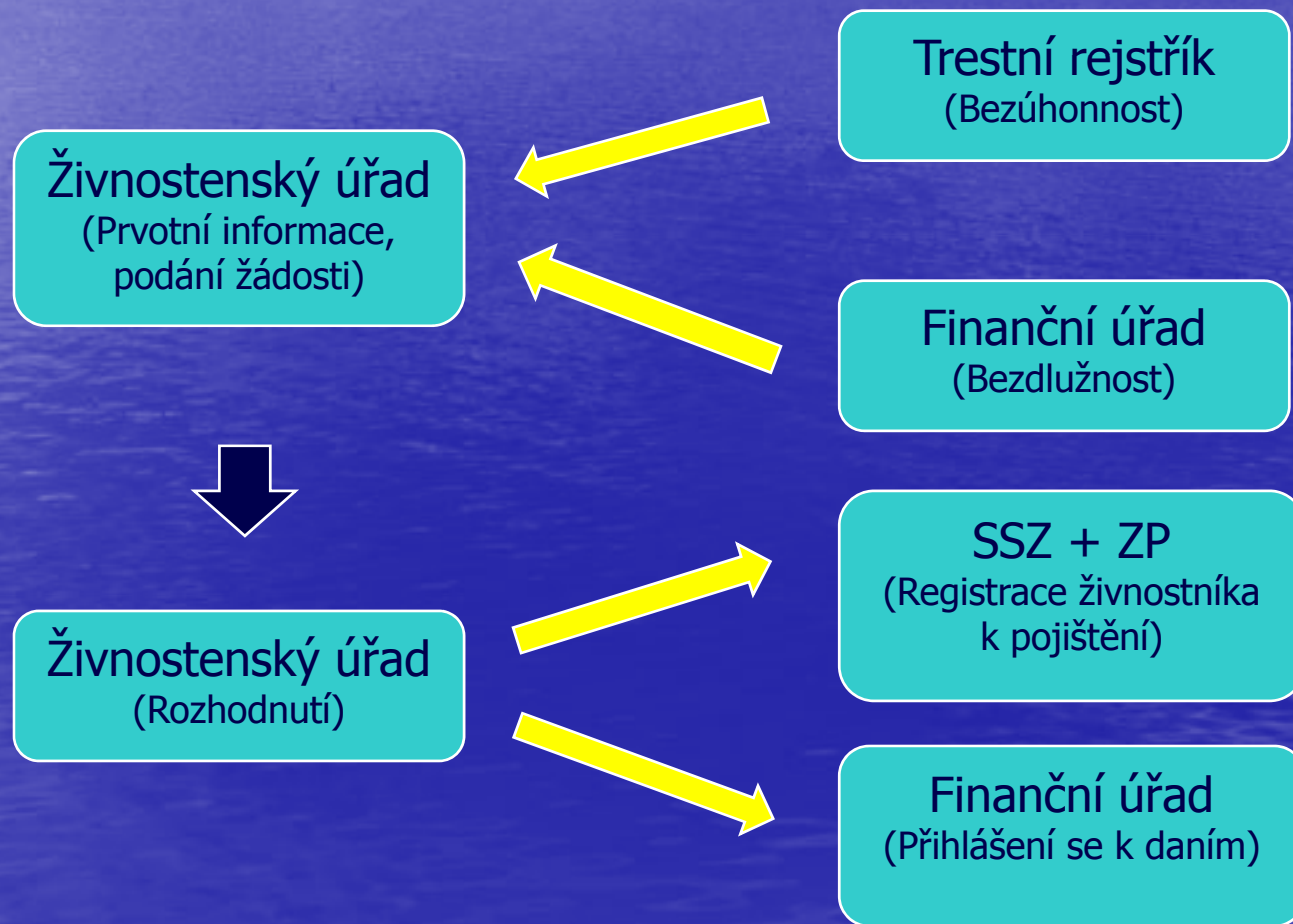 Trestní rejstřík
(Bezúhonnost)
Živnostenský úřad
(Prvotní informace,
podání žádosti)
Finanční úřad
(Bezdlužnost)
SSZ + ZP
(Registrace živnostníka
k pojištění)
Živnostenský úřad
(Rozhodnutí)
Finanční úřad
(Přihlášení se k daním)